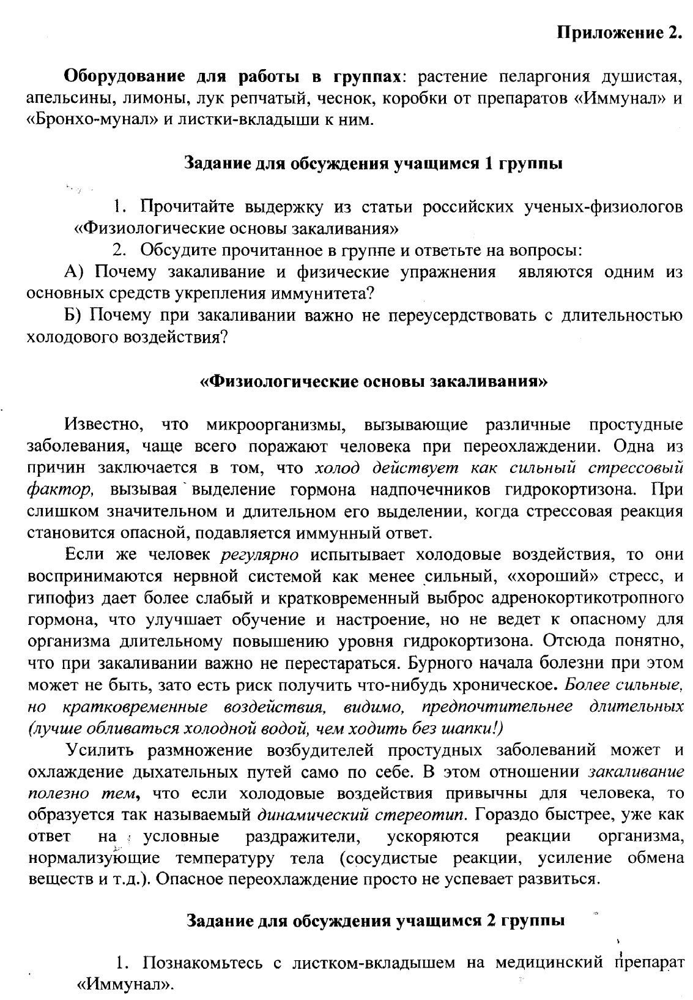 Приложение 2.
Оборудование для работы в группах: растение пеларгония душистая,
апельсины, лимоны, лук репчатый, чеснок, коробки от препаратов «Иммунал» и
«Бронхо-мунал» и листки-вкладыши к ним.
Задание для обсуждения учащимся 1 группы
1. Прочитайте выдержку из статьи российских ученых-физиологов
«Физиологические основы закаливания»
2. Обсудите прочитанное в группе и ответьте на вопросы:
А) Почему закаливание и физические упражнения являются одним из
основных средств укрепления иммунитета?
Б) Почему при закаливании важно не переусердствовать с длительностью
холодового воздействия?
«Физиологические основы закаливания»
Известно, что микроорганизмы, вызывающие различные простудные
заболевания, чаще всего поражают человека при переохлаждении. Одна из
причин заключается в том, что холод действует как сильный стрессовый
фактор, вызывая выделение гормона надпочечников гидрокортизона. При
слишком значительном и длительном его выделении, когда стрессовая реакция
становится опасной, подавляется иммунный ответ.
Если же человек регулярно испытывает холодовые воздействия, то они
воспринимаются нервной системой как менее сильный, «хороший» стресс, и
гипофиз дает более слабый и кратковременный выброс адренокортикотропного
гормона, что улучшает обучение и настроение, но не ведет к опасному для
организма длительному повышению уровня гидрокортизона. Отсюда понятно,
что при закаливании важно не перестараться. Бурного начала болезни при этом
может не быть, зато есть риск получить что-нибудь хроническое. Более сильные,
но кратковременные воздействия, видимо, предпочтительнее длительных
(лучше обливаться холодной водой, чем ходить без шапки!)
Усилить размножение возбудителей простудных заболеваний может и
охлаждение дыхательных путей само по себе. В этом отношении закаливание
полезно тем, что если холодовые воздействия привычны для человека, то
образуется так называемый динамический стереотип. Гораздо быстрее, уже как
ответ на условные раздражители, ускоряются реакции организма,
нормализующие температуру тела (сосудистые реакции, усиление обмена
веществ и т.д.). Опасное переохлаждение просто не успевает развиться.
Задание для обсуждения учащимся 2 группы
1. Познакомьтесь с листком-вкладышем на медицинский препарат
«Иммунал».